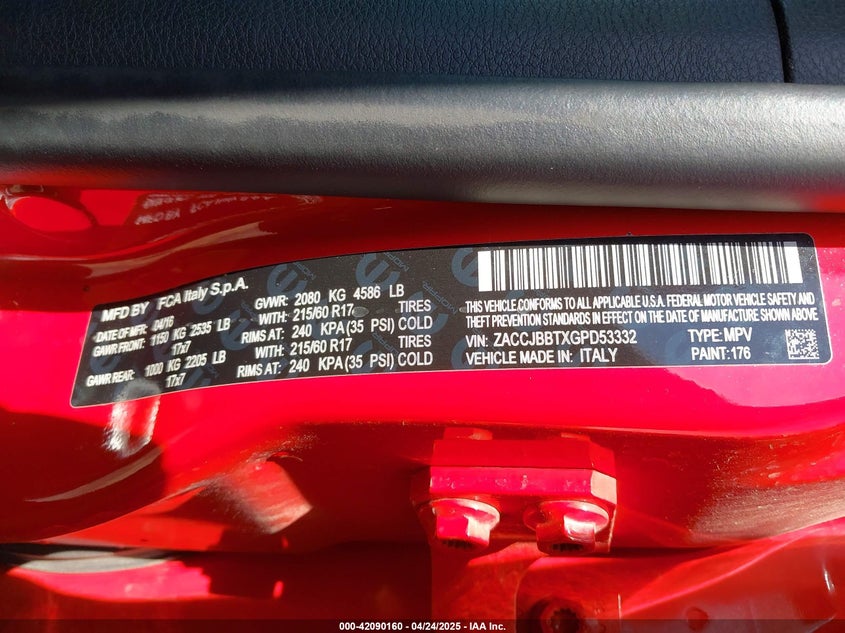 MFD BY FCA Italy S.p.A.
DATE OF MFR: 04/16 GVWR: 2080 KG 4586 LB
GAWR FRONT: 1150 KG 2535 LB WITH: 215/60 R17 TIRES
17x7 RIMS AT: 240 KPA (35 PSI) COLD
GAWR REAR: 1000 KG 2205 LB WITH: 215/60 R17 TIRES
17x7 RIMS AT: 240 KPA (35 PSI) COLD
THIS VEHICLE CONFORMS TO ALL APPLICABLE U.S.A. FEDERAL MOTOR VEHICLE SAFETY AND
THEFT PREVENTION STANDARDS IN EFFECT ON THE DATE OF MANUFACTURE SHOWN ABOVE
VIN: ZACCJBBTXGPD53332 TYPE: MPV
VEHICLE MADE IN: ITALY PAINT: 176
000-42090160 - 04/24/2025 - IAA Inc.